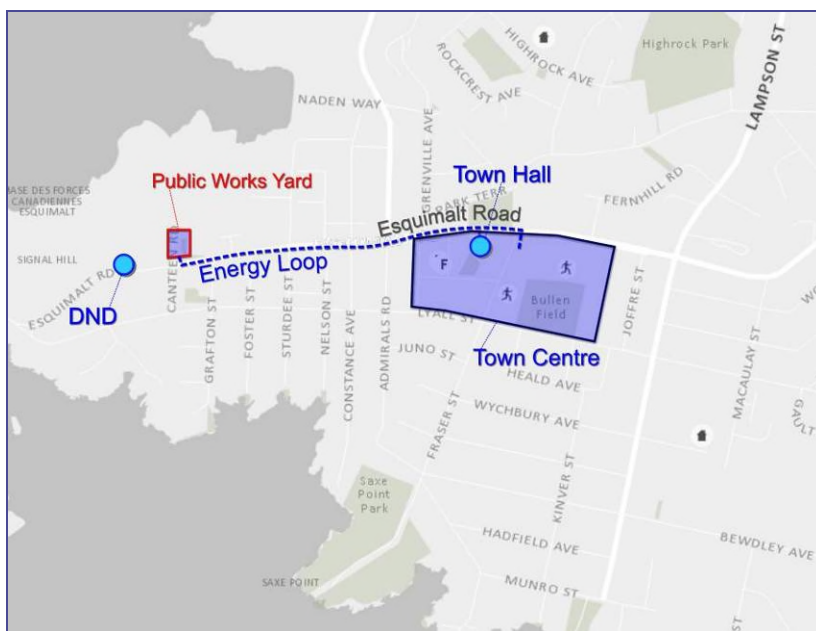 HIGHROCK AVE
Highrock Park
ROCKCREST AVE
LAMPSON ST
NADEN WAY
GRENVILLE AVE
Public Works Yard
Town Hall
FERNHILL RD
PARK TERR
BASE DES FORCES
CANADIENNES
ESQUIMALT
Esquimalt Road
CANTEEN RD
SIGNAL HILL
Energy Loop
F
ESQUIMALT RD
DND
Bullen
Field
JOFFRE ST
LYALL ST
GRAFTON ST
FOSTER ST
STURDEE ST
NELSON ST
CONSTANCE AVE
ADMIRALS RD
JUNO ST
Town Centre
HEALD AVE
MACAULAY ST
WYCHBURY AVE
FRASER ST
KINVER ST
Saxe
Point
Park
HADFIELD AVE
BEWDLEY AVE
SAXE POINT
MUNRO ST